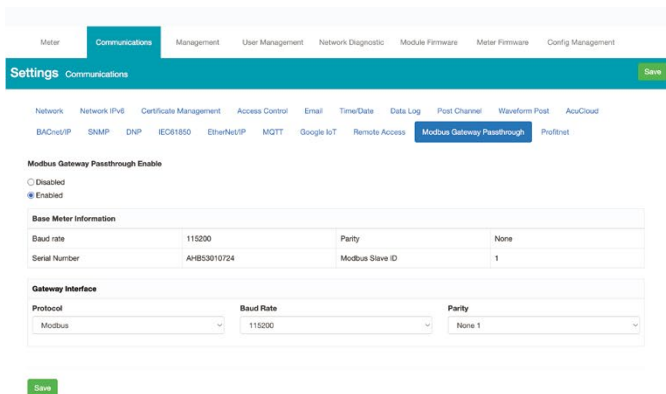 Meter Communications Management User Management Network Diagnostic Module Firmware Meter Firmware Config Management
Settings Communications Save
Network Network IPv6 Certificate Management Access Control Email Time/Date Data Log Post Channel Waveform Post AcuCloud
BACnet/IP SNMP DNP IEC61850 EtherNet/IP MQTT Google IoT Remote Access Modbus Gateway Passthrough Profitnet
Modbus Gateway Passthrough Enable
Disabled
Enabled
Base Meter Information
Baud rate 115200 Parity None
Serial Number AHB53010724 Modbus Slave ID 1
Gateway Interface
Protocol Baud Rate Parity
Modbus 115200 None 1
Save